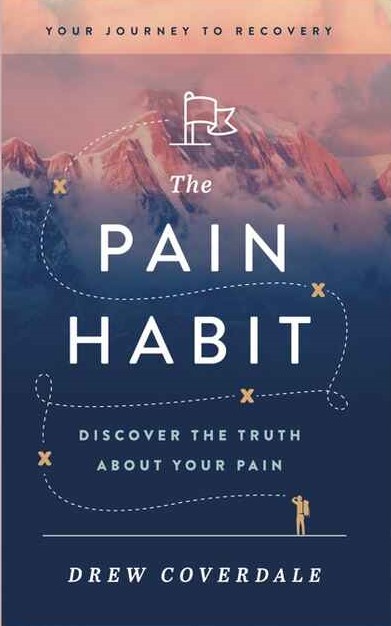 YOUR JOURNEY TO RECOVERY
The
PAIN
HABIT
DISCOVER THE TRUTH
ABOUT YOUR PAIN
DREW COVERDALE